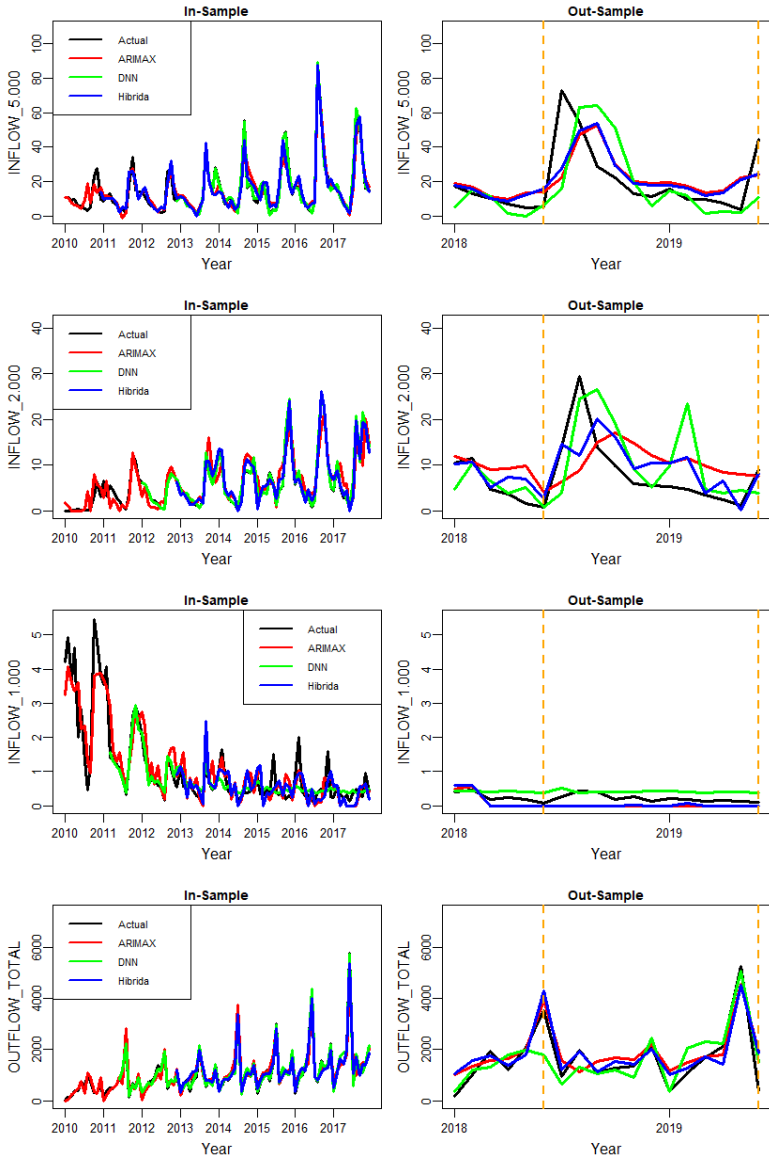 In-Sample
INFLOW_5.000
0 20 40 60 80 100
Actual
ARIMAX
DNN
Hibrida
2010 2011 2012 2013 2014 2015 2016 2017
Year
Out-Sample
INFLOW_5.000
0 20 40 60 80 100
2018 2019
Year
In-Sample
INFLOW_2.000
0 10 20 30 40
Actual
ARIMAX
DNN
Hibrida
2010 2011 2012 2013 2014 2015 2016 2017
Year
Out-Sample
INFLOW_2.000
0 10 20 30 40
2018 2019
Year
In-Sample
INFLOW_1.000
0 1 2 3 4 5
Actual
ARIMAX
DNN
Hibrida
2010 2011 2012 2013 2014 2015 2016 2017
Year
Out-Sample
INFLOW_1.000
0 1 2 3 4 5
2018 2019
Year
In-Sample
OUTFLOW_TOTAL
0 2000 4000 6000
Actual
ARIMAX
DNN
Hibrida
2010 2011 2012 2013 2014 2015 2016 2017
Year
Out-Sample
OUTFLOW_TOTAL
0 2000 4000 6000
2018 2019
Year